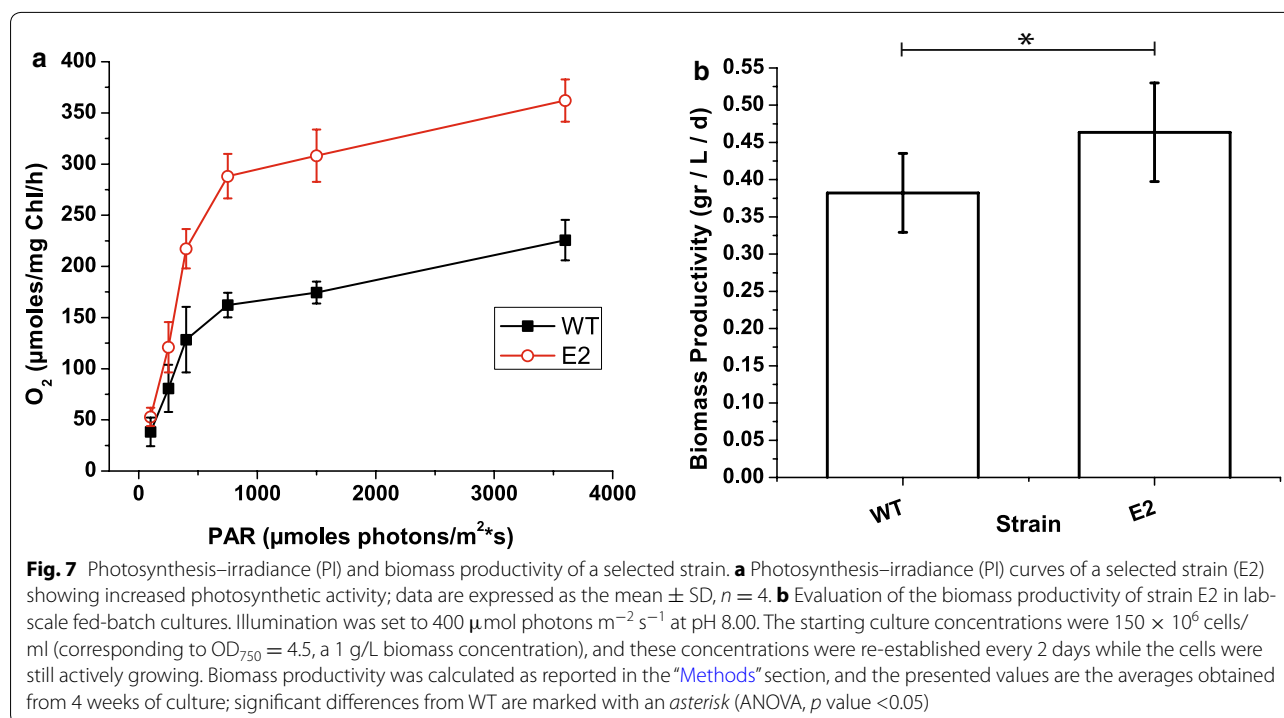 a
400
350
300
250
200
150
100
50
0
O₂ (µmoles/mg Chl/h)
WT
E2
0 1000 2000 3000 4000
PAR (µmoles photons/m²*s)
b
*
0.55
0.50
0.45
0.40
0.35
0.30
0.25
0.20
0.15
0.10
0.05
0.00
Biomass Productivity (gr / L / d)
WT
E2
Strain
Fig. 7 Photosynthesis–irradiance (PI) and biomass productivity of a selected strain. a Photosynthesis–irradiance (PI) curves of a selected strain (E2)
showing increased photosynthetic activity; data are expressed as the mean ± SD, n = 4. b Evaluation of the biomass productivity of strain E2 in lab-
scale fed-batch cultures. Illumination was set to 400 µmol photons m⁻² s⁻¹ at pH 8.00. The starting culture concentrations were 150 × 10⁶ cells/
ml (corresponding to OD₇₅₀ = 4.5, a 1 g/L biomass concentration), and these concentrations were re-established every 2 days while the cells were
still actively growing. Biomass productivity was calculated as reported in the “Methods” section, and the presented values are the averages obtained
from 4 weeks of culture; significant differences from WT are marked with an asterisk (ANOVA, p value <0.05)